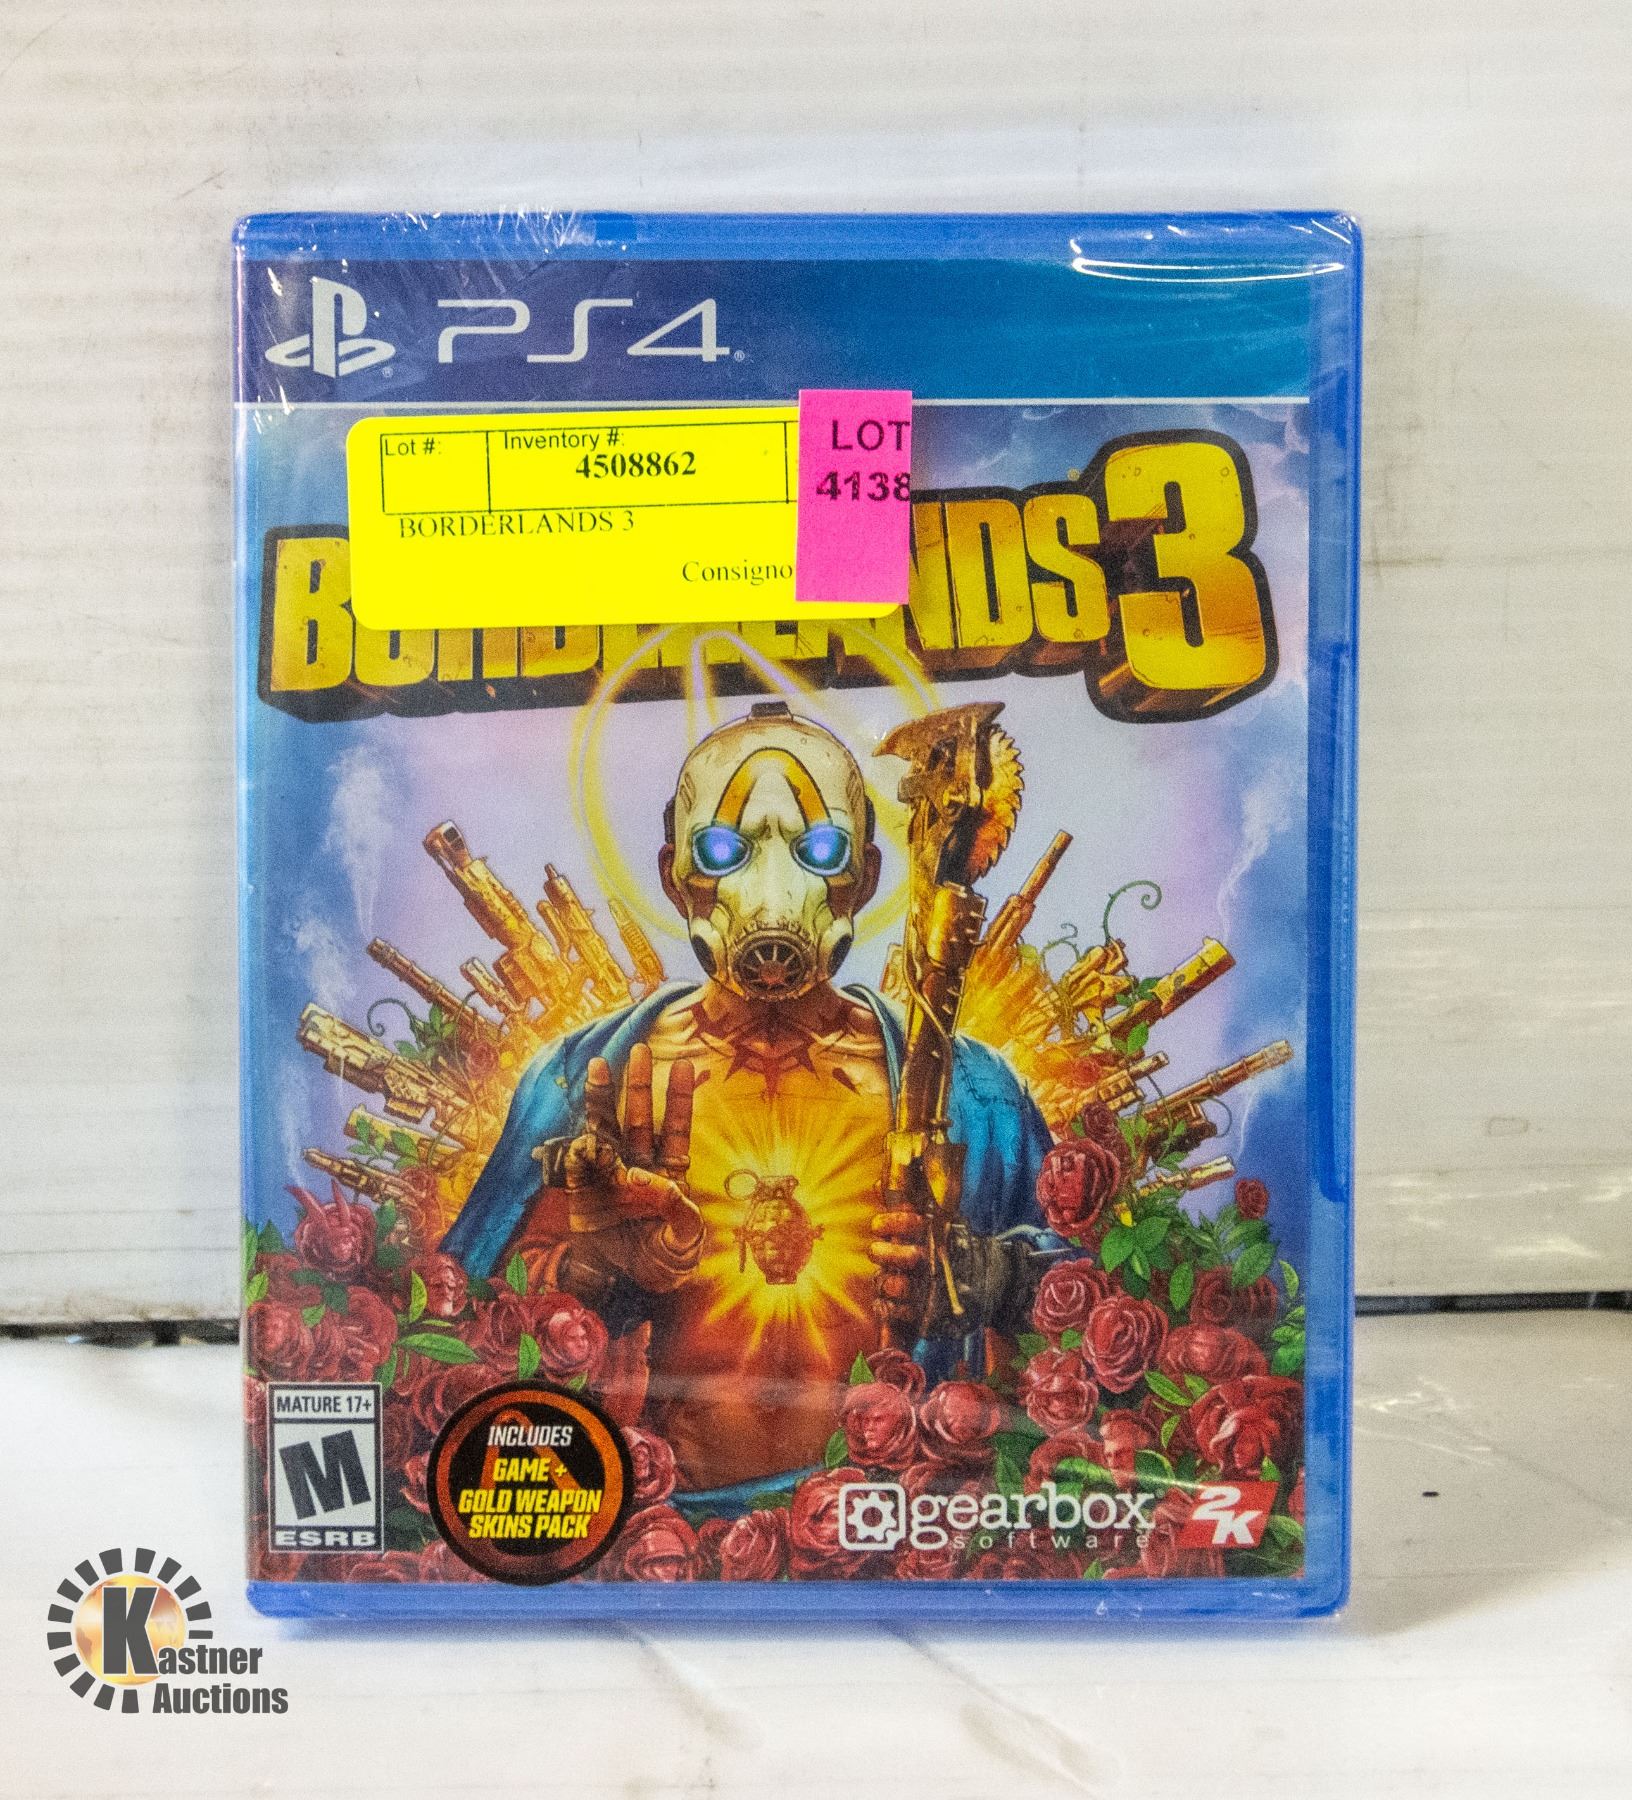 PS4
Lot #:
Inventory #:
4508862
LOT
4138
BORDERLANDS 3
Consigno
BORDERLANDS 3
MATURE 17+
M
ESRB
INCLUDES
GAME +
GOLD WEAPON
SKINS PACK
gearbox
software
2K
Kastner
Auctions